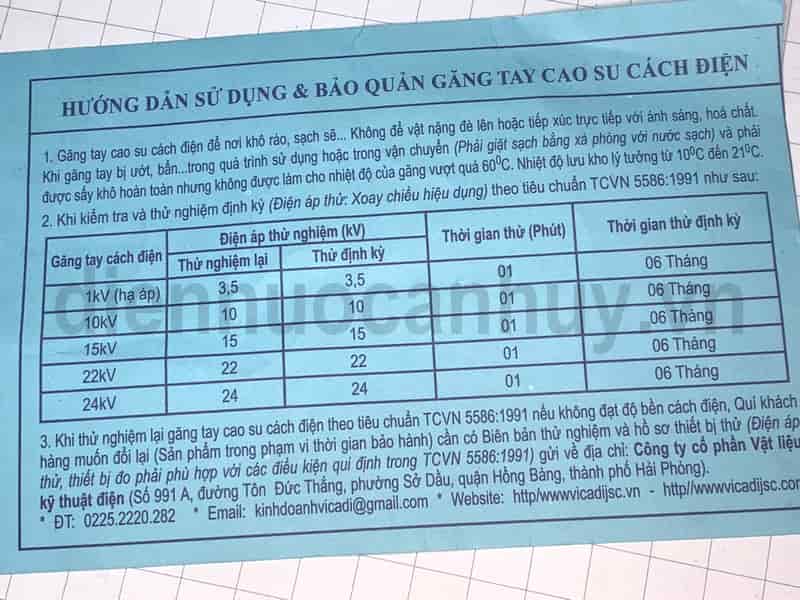 HƯỚNG DẪN SỬ DỤNG & BẢO QUẢN GĂNG TAY CAO SU CÁCH ĐIỆN
1. Găng tay cao su cách điện để nơi khô ráo, sạch sẽ... Không để vật nặng đè lên hoặc tiếp xúc trực tiếp với ánh sáng, hoá chất.
Khi găng tay bị ướt, bẩn...trong quá trình sử dụng hoặc trong vận chuyển (Phải giặt sạch bằng xà phòng với nước sạch) và phải
được sấy khô hoàn toàn nhưng không được làm cho nhiệt độ của găng vượt quá 60⁰C. Nhiệt độ lưu kho lý tưởng từ 10⁰C đến 21⁰C.
2. Khi kiểm tra và thử nghiệm định kỳ (Điện áp thử: Xoay chiều hiệu dụng) theo tiêu chuẩn TCVN 5586:1991 như sau:
Găng tay cách điện Điện áp thử nghiệm (kV) Thời gian thử (Phút) Thời gian thử định kỳ
Thử nghiệm lại Thử định kỳ
1kV (hạ áp) 3,5 3,5 01 06 Tháng
10kV 10 10 01 06 Tháng
15kV 15 15 01 06 Tháng
22kV 22 22 01 06 Tháng
24kV 24 24 01 06 Tháng
diennuocanhuy.vn
3. Khi thử nghiệm lại găng tay cao su cách điện theo tiêu chuẩn TCVN 5586:1991 nếu không đạt độ bền cách điện, Quí khách
hàng muốn đổi lại (Sản phẩm trong phạm vi thời gian bảo hành) cần có Biên bản thử nghiệm và hồ sơ thiết bị thử (Điện áp
thử, thiết bị đo phải phù hợp với các điều kiện qui định trong TCVN 5586:1991) gửi về địa chỉ: Công ty cổ phần Vật liệu
kỹ thuật điện (Số 991 A, đường Tôn Đức Thắng, phường Sở Dầu, quận Hồng Bàng, thành phố Hải Phòng).
* ĐT: 0225.2220.282 * Email: kinhdoanhvicadi@gmail.com * Website: http/wwwvicadijsc.vn - http//wwwvicadijsc.com